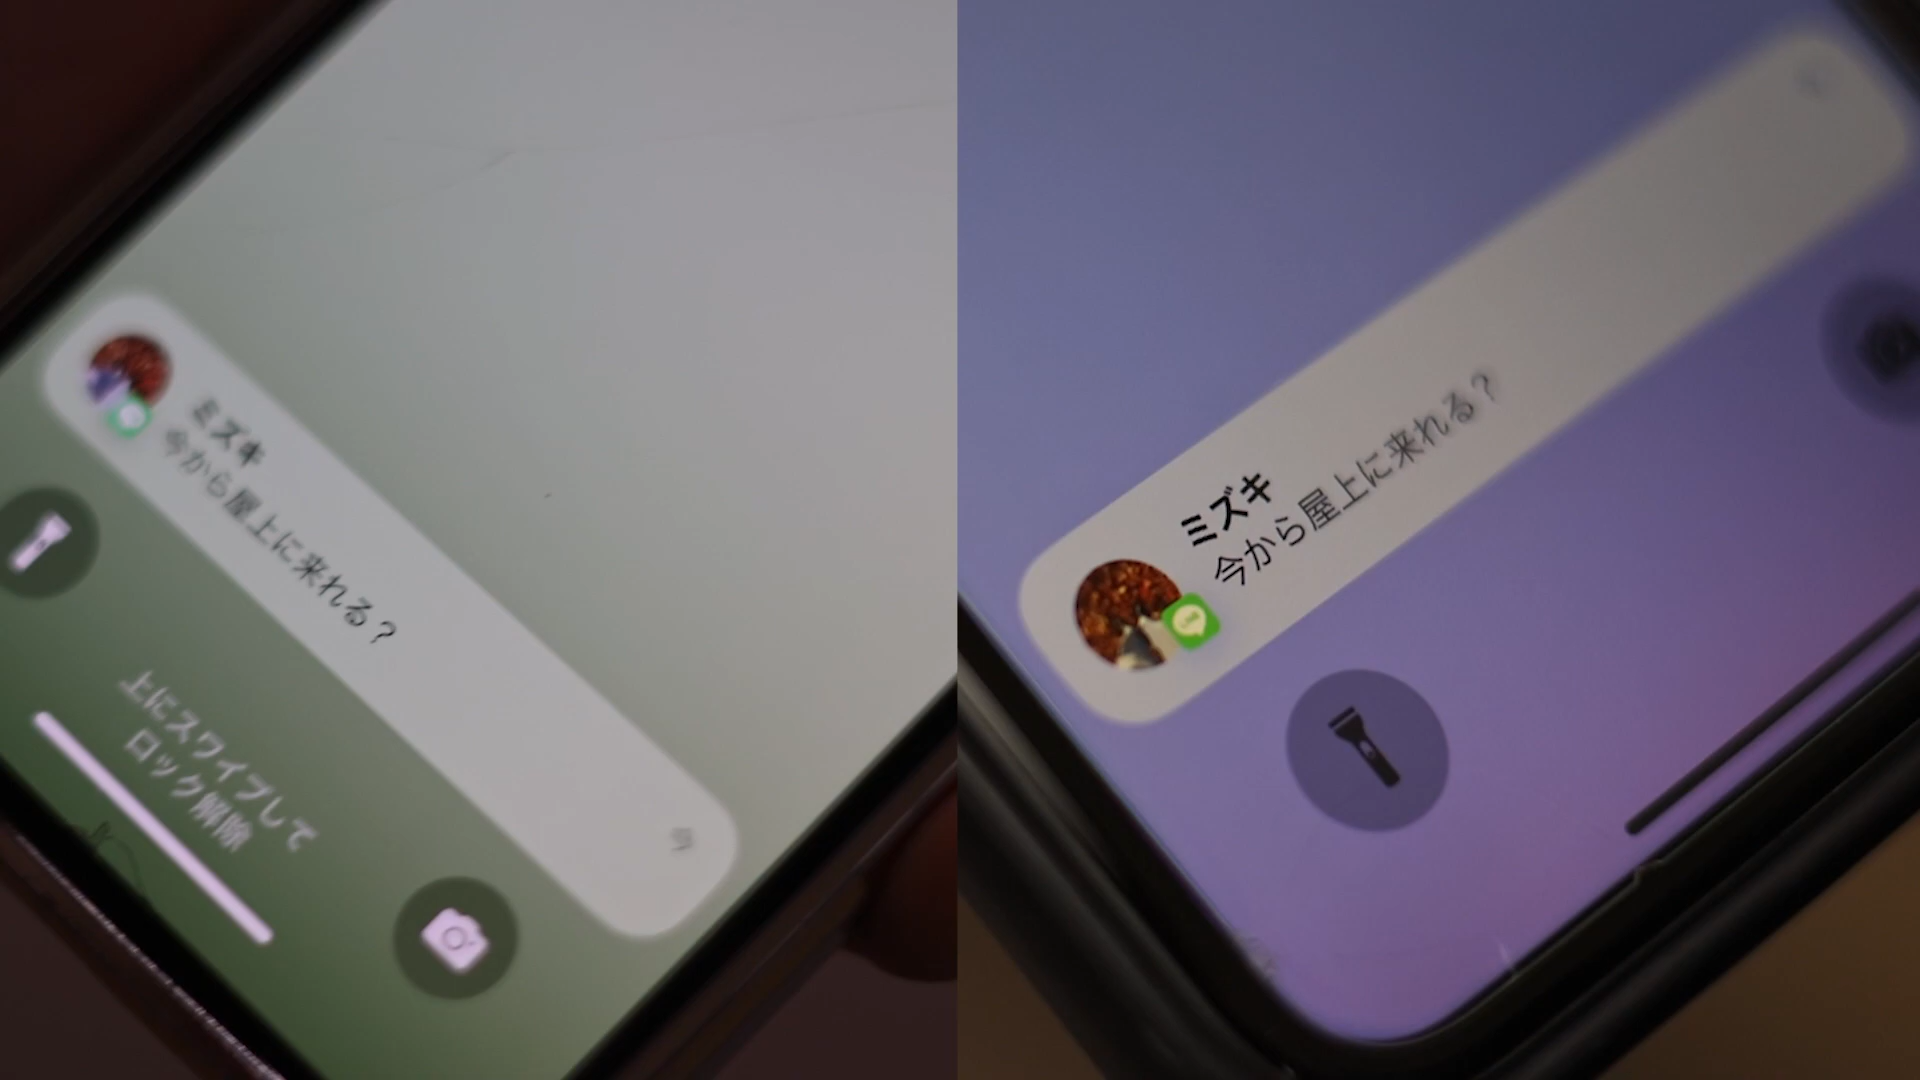 ミズキ
今から屋上に来れる？
今
上にスワイプして
ロック解除
ミズキ
今から屋上に来れる？